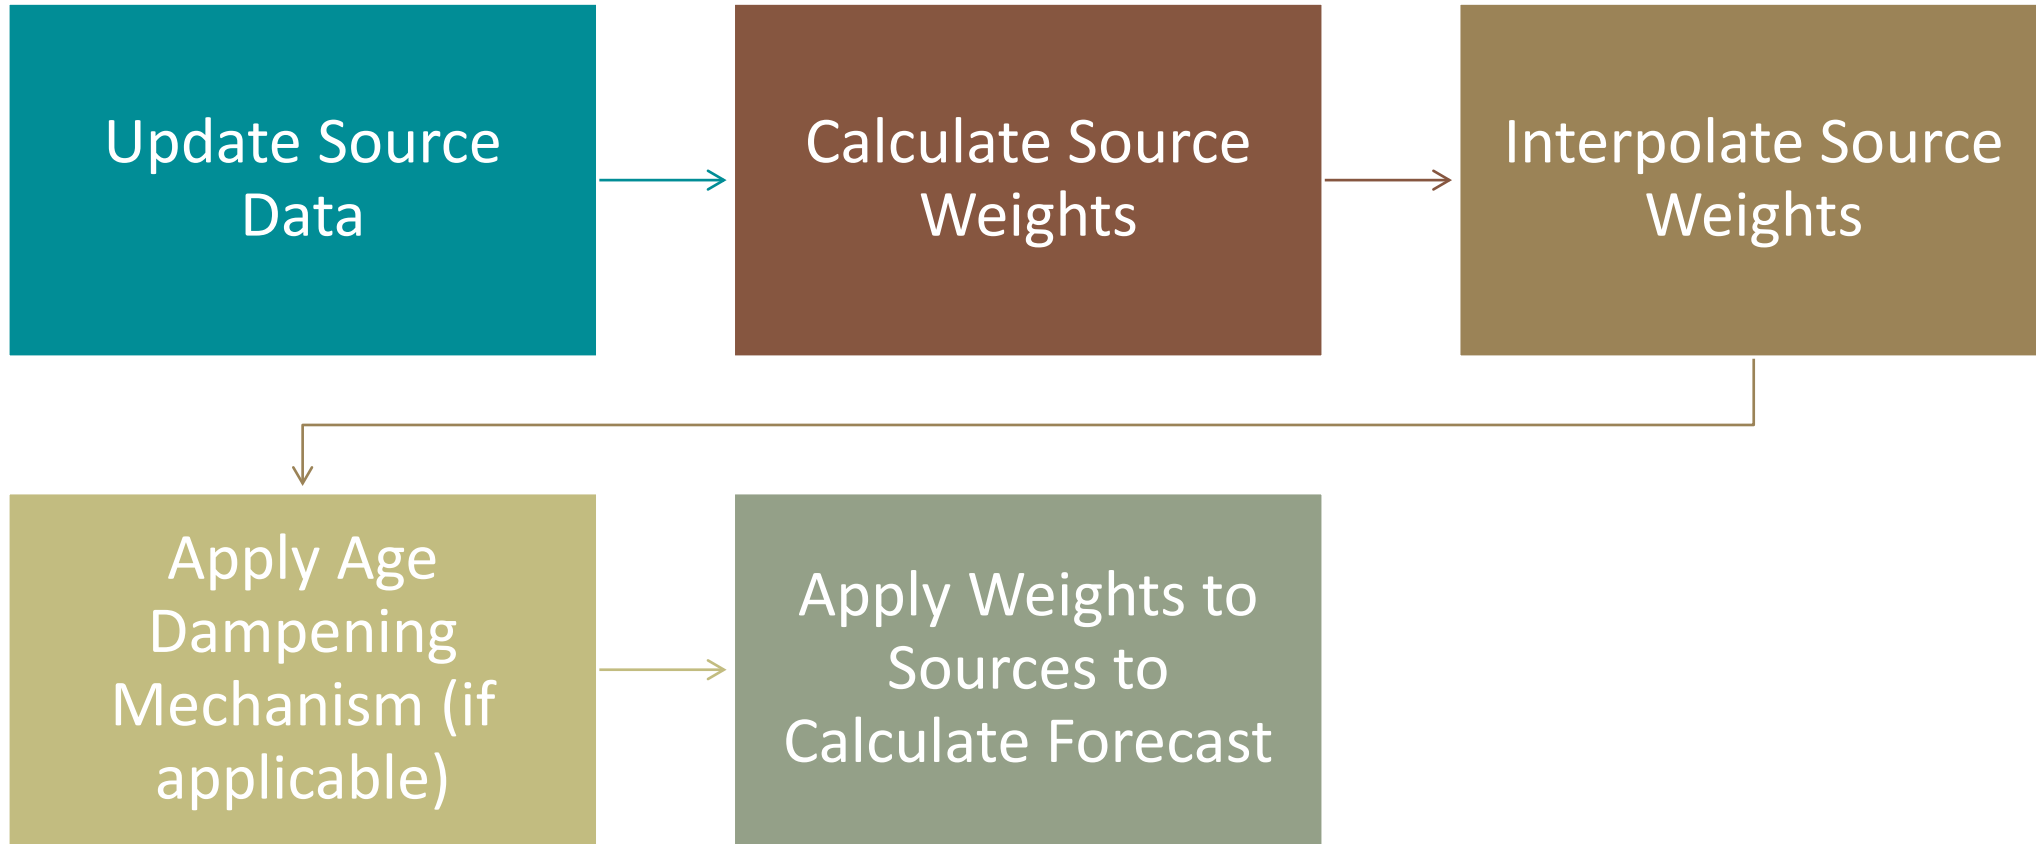 Update Source
Data
Calculate Source
Weights
Interpolate Source
Weights
Apply Age
Dampening
Mechanism (if
applicable)
Apply Weights to
Sources to
Calculate Forecast